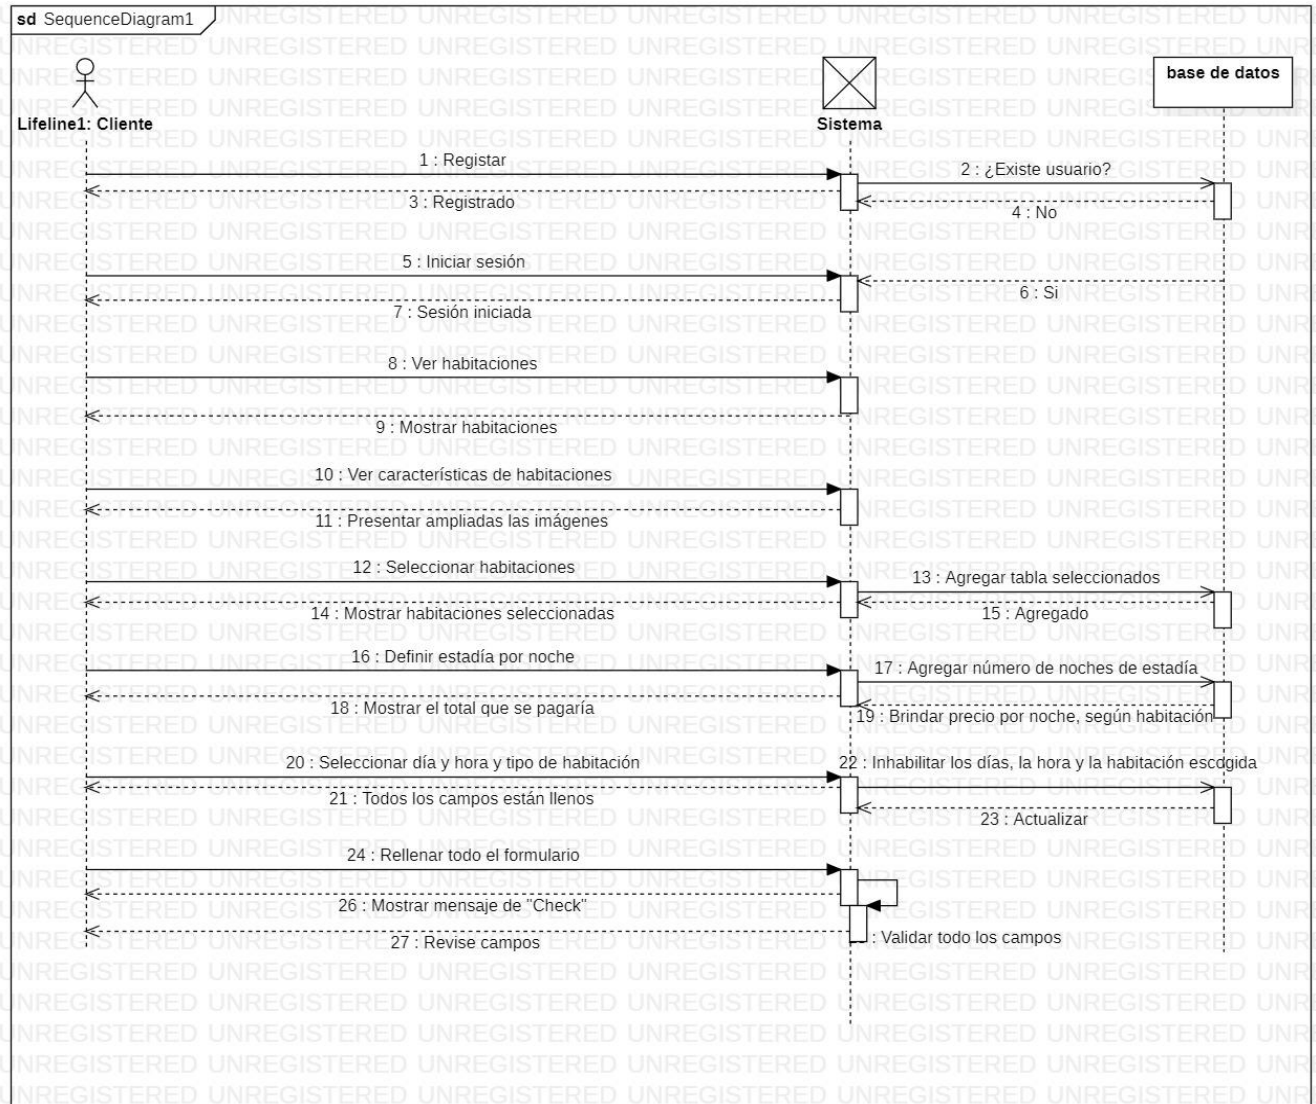 sd SequenceDiagram1
Lifeline1: Cliente
Sistema
base de datos
1 : Registar
2 : ¿Existe usuario?
3 : Registrado
4 : No
5 : Iniciar sesión
6 : Si
7 : Sesión iniciada
8 : Ver habitaciones
9 : Mostrar habitaciones
10 : Ver características de habitaciones
11 : Presentar ampliadas las imágenes
12 : Seleccionar habitaciones
13 : Agregar tabla seleccionados
14 : Mostrar habitaciones seleccionadas
15 : Agregado
16 : Definir estadía por noche
17 : Agregar número de noches de estadía
18 : Mostrar el total que se pagaría
19 : Brindar precio por noche, según habitación
20 : Seleccionar día y hora y tipo de habitación
22 : Inhabilitar los días, la hora y la habitación escogida
21 : Todos los campos están llenos
23 : Actualizar
24 : Rellenar todo el formulario
26 : Mostrar mensaje de "Check"
: Validar todo los campos
27 : Revise campos
UNREGISTERED